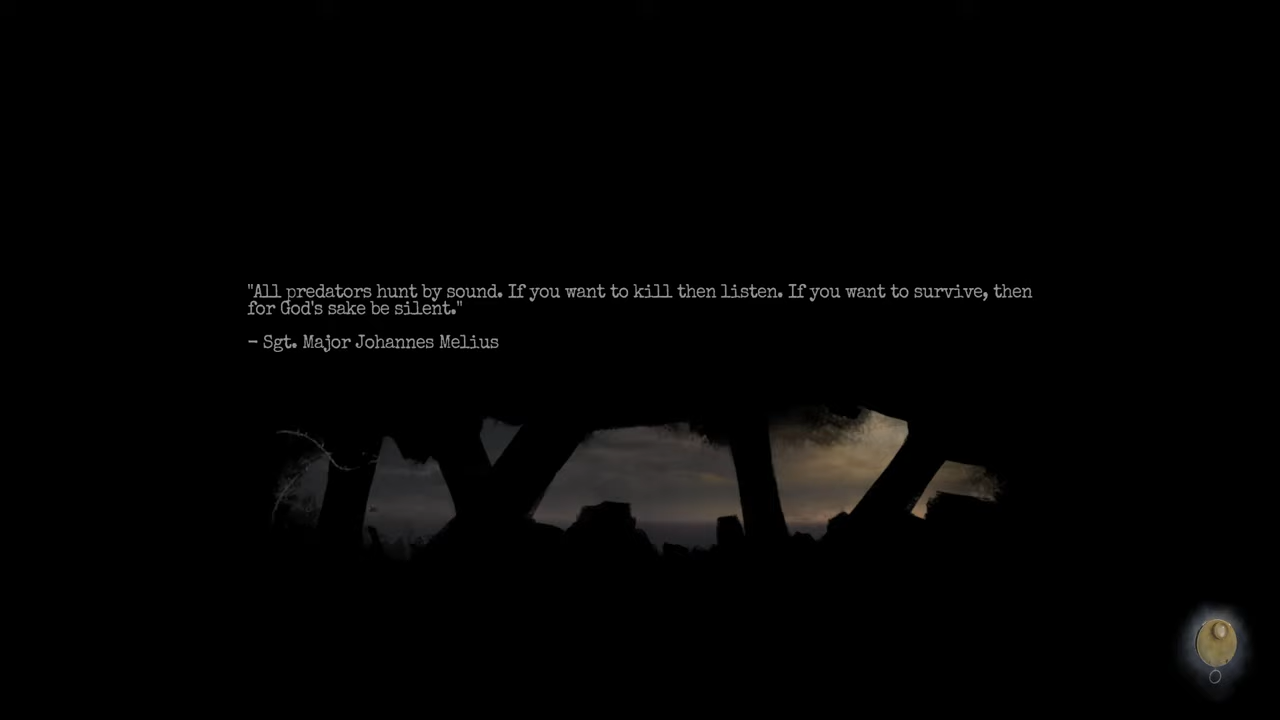 "All predators hunt by sound. If you want to kill then listen. If you want to survive, then
for God's sake be silent."
- Sgt. Major Johannes Melius